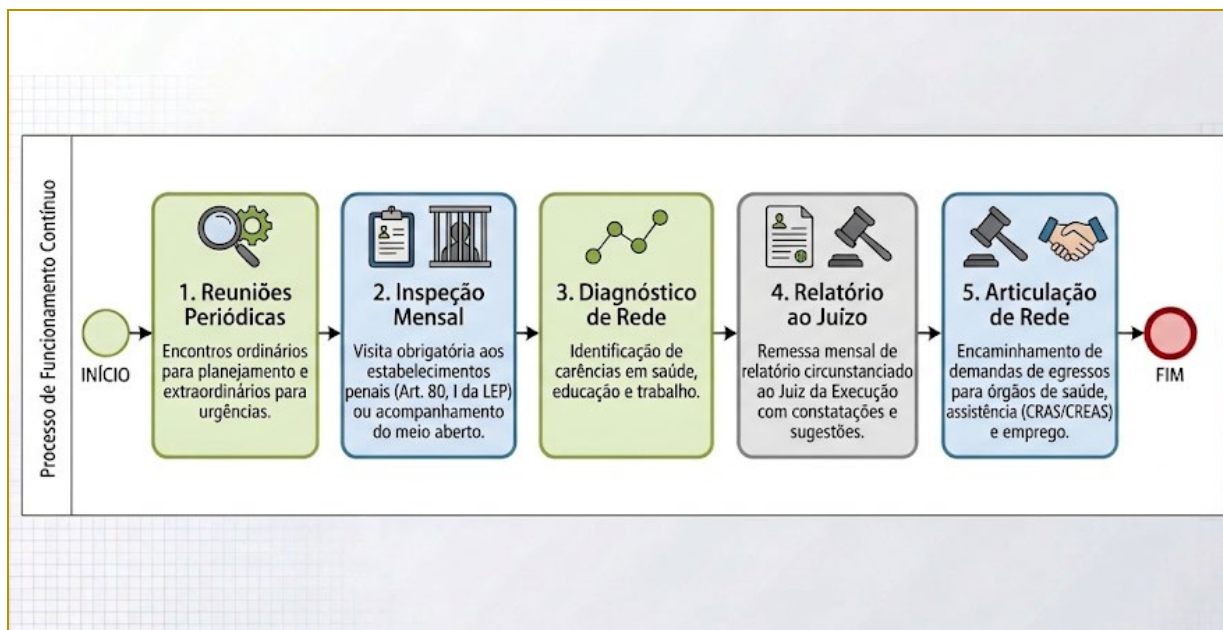 Processo de Funcionamento Contínuo
INÍCIO
1. Reuniões
Periódicas
Encontros ordinários
para planejamento e
extraordinários para
urgências.
2. Inspeção
Mensal
Visita obrigatória aos
estabelecimentos
penais (Art. 80, I da LEP)
ou acompanhamento
do meio aberto.
3. Diagnóstico
de Rede
Identificação de
carências em saúde,
educação e trabalho.
4. Relatório
ao Juízo
Remessa mensal de
relatório circunstanciado
ao Juiz da Execução
com constatações e
sugestões.
5. Articulação
de Rede
Encaminhamento de
demandas de egressos
para órgãos de saúde,
assistência (CRAS/CREAS)
e emprego.
FIM